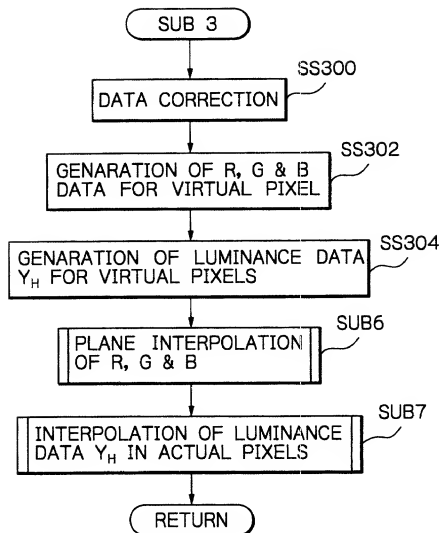 SUB 3
SS300
DATA CORRECTION
SS302
GENARATION OF R, G & B
DATA FOR VIRTUAL PIXEL
SS304
GENARATION OF LUMINANCE DATA
YH FOR VIRTUAL PIXELS
SUB6
PLANE INTERPOLATION
OF R, G & B
SUB7
INTERPOLATION OF LUMINANCE
DATA YH IN ACTUAL PIXELS
RETURN